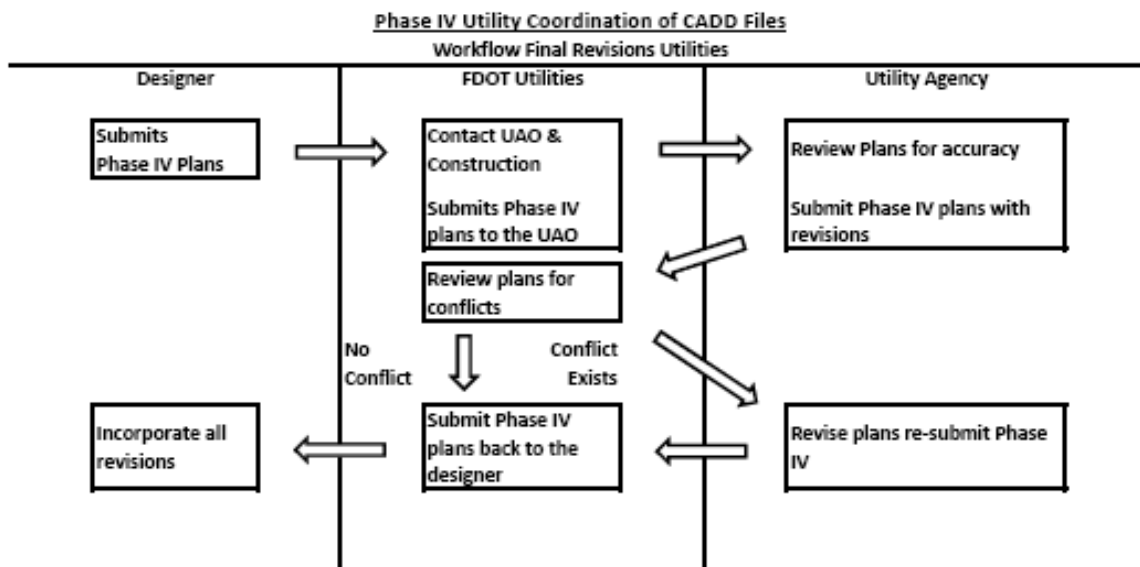 Phase IV Utility Coordination of CADD Files
Workflow Final Revisions Utilities
Designer
FDOT Utilities
Utility Agency
Submits
Phase IV Plans
Contact UAO &
Construction
Submits Phase IV
plans to the UAO
Review Plans for accuracy
Submit Phase IV plans with
revisions
Review plans for
conflicts
No
Conflict
Conflict
Exists
Incorporate all
revisions
Submit Phase IV
plans back to the
designer
Revise plans re-submit Phase
IV